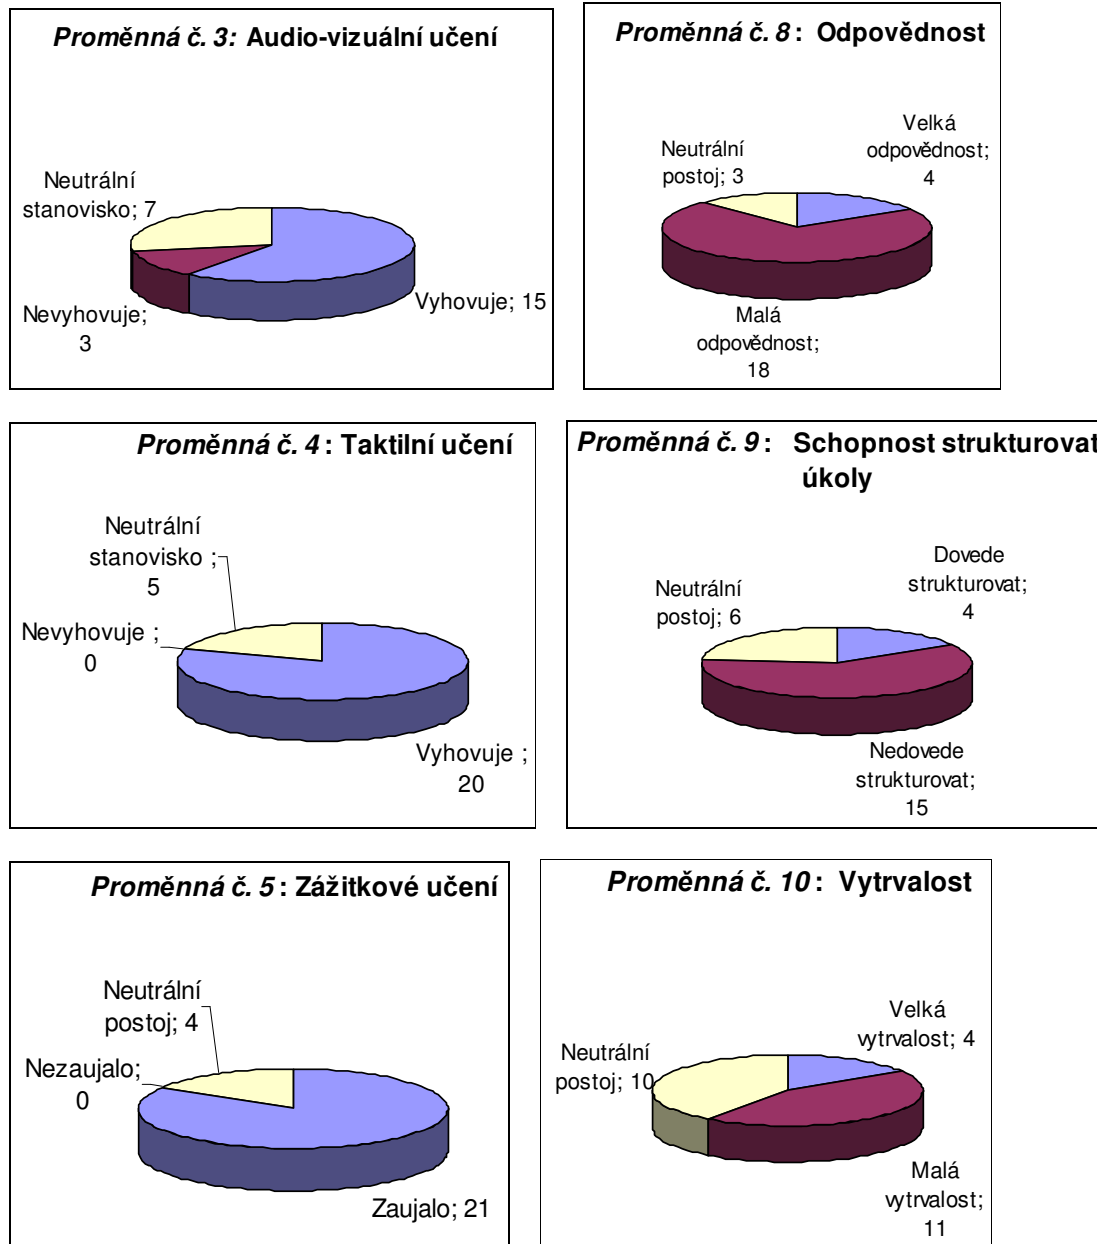 Proměnná č. 3: Audio-vizuální učení
Neutrální
stanovisko; 7
Nevyhovuje;
3
Vyhovuje; 15
Proměnná č. 8 : Odpovědnost
Neutrální
postoj; 3
Velká
odpovědnost;
4
Malá
odpovědnost;
18
Proměnná č. 4 : Taktilní učení
Neutrální
stanovisko ;
5
Nevyhovuje ;
0
Vyhovuje ;
20
Proměnná č. 9 : Schopnost strukturovat
úkoly
Neutrální
postoj; 6
Dovede
strukturovat;
4
Nedovede
strukturovat;
15
Proměnná č. 5 : Zážitkové učení
Neutrální
postoj; 4
Nezaujalo;
0
Zaujalo; 21
Proměnná č. 10 : Vytrvalost
Neutrální
postoj; 10
Velká
vytrvalost; 4
Malá
vytrvalost;
11